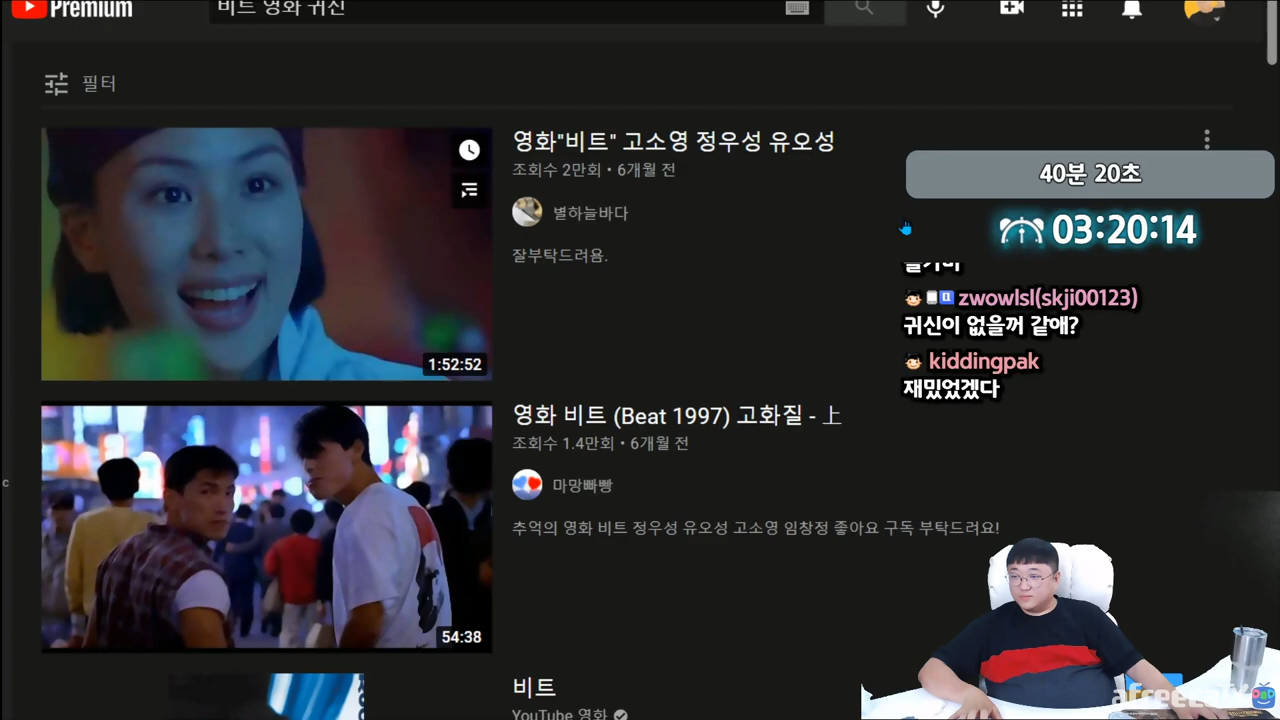 Premium
비트 영화 귀신
필터
영화"비트" 고소영 정우성 유오성
조회수 2만회 • 6개월 전
별하늘바다
잘부탁드려욤.
1:52:52
40분 20초
03:20:14
zwowlsl(skji00123)
귀신이 없을꺼 같애?
kiddingpak
재밌었겠다
영화 비트 (Beat 1997) 고화질 - 上
조회수 1.4만회 • 6개월 전
마망빠빵
추억의 영화 비트 정우성 유오성 고소영 임창정 좋아요 구독 부탁드려요!
54:38
비트
YouTube 영화